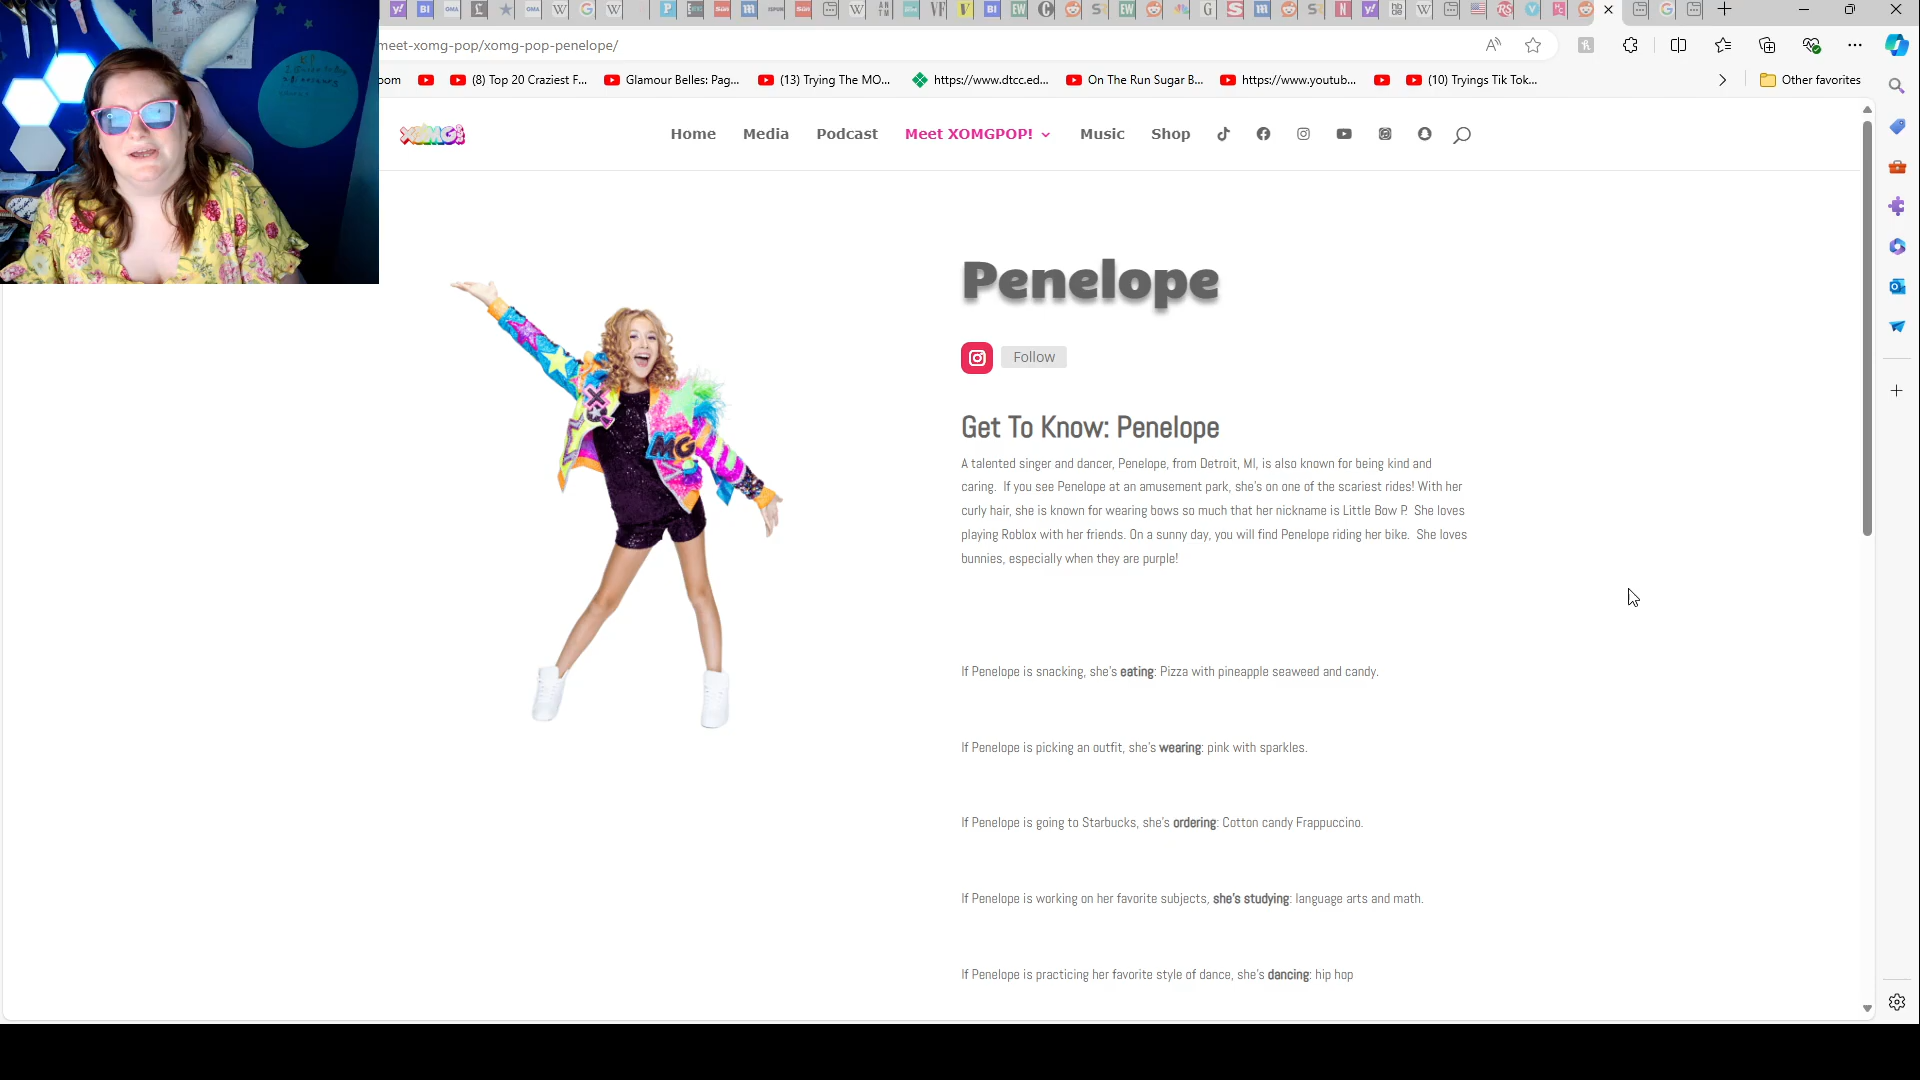 meet-xomg-pop/xomg-pop-penelope/
oom
(8) Top 20 Craziest F...
Glamour Belles: Pag...
(13) Trying The MO...
https://www.dtcc.ed...
On The Run Sugar B...
https://www.youtub...
(10) Tryings Tik Tok...
Other favorites
XOMG!
Home
Media
Podcast
Meet XOMGPOP!
Music
Shop
Penelope
Follow
Get To Know: Penelope
A talented singer and dancer, Penelope, from Detroit, MI, is also known for being kind and
caring. If you see Penelope at an amusement park, she's on one of the scariest rides! With her
curly hair, she is known for wearing bows so much that her nickname is Little Bow P. She loves
playing Roblox with her friends. On a sunny day, you will find Penelope riding her bike. She loves
bunnies, especially when they are purple!
If Penelope is snacking, she's eating: Pizza with pineapple seaweed and candy.
If Penelope is picking an outfit, she's wearing: pink with sparkles.
If Penelope is going to Starbucks, she's ordering: Cotton candy Frappuccino.
If Penelope is working on her favorite subjects, she's studying: language arts and math.
If Penelope is practicing her favorite style of dance, she's dancing: hip hop
MG